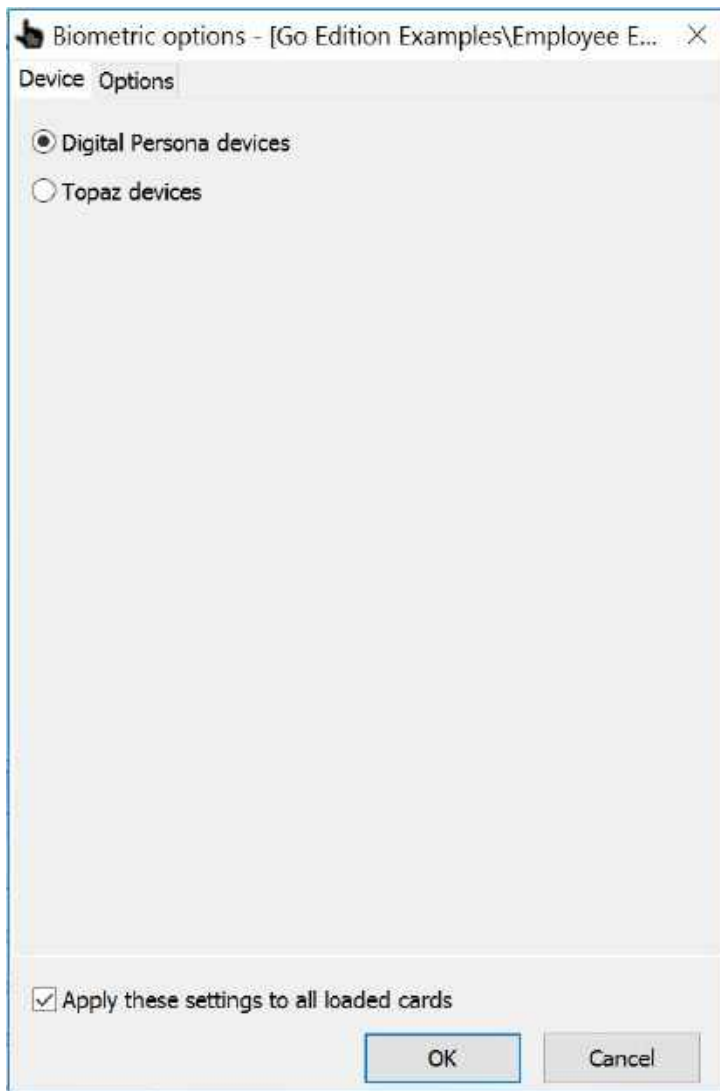 Biometric options - [Go Edition Examples\Employee E...
Device Options
Digital Persona devices
Topaz devices
Apply these settings to all loaded cards
OK Cancel